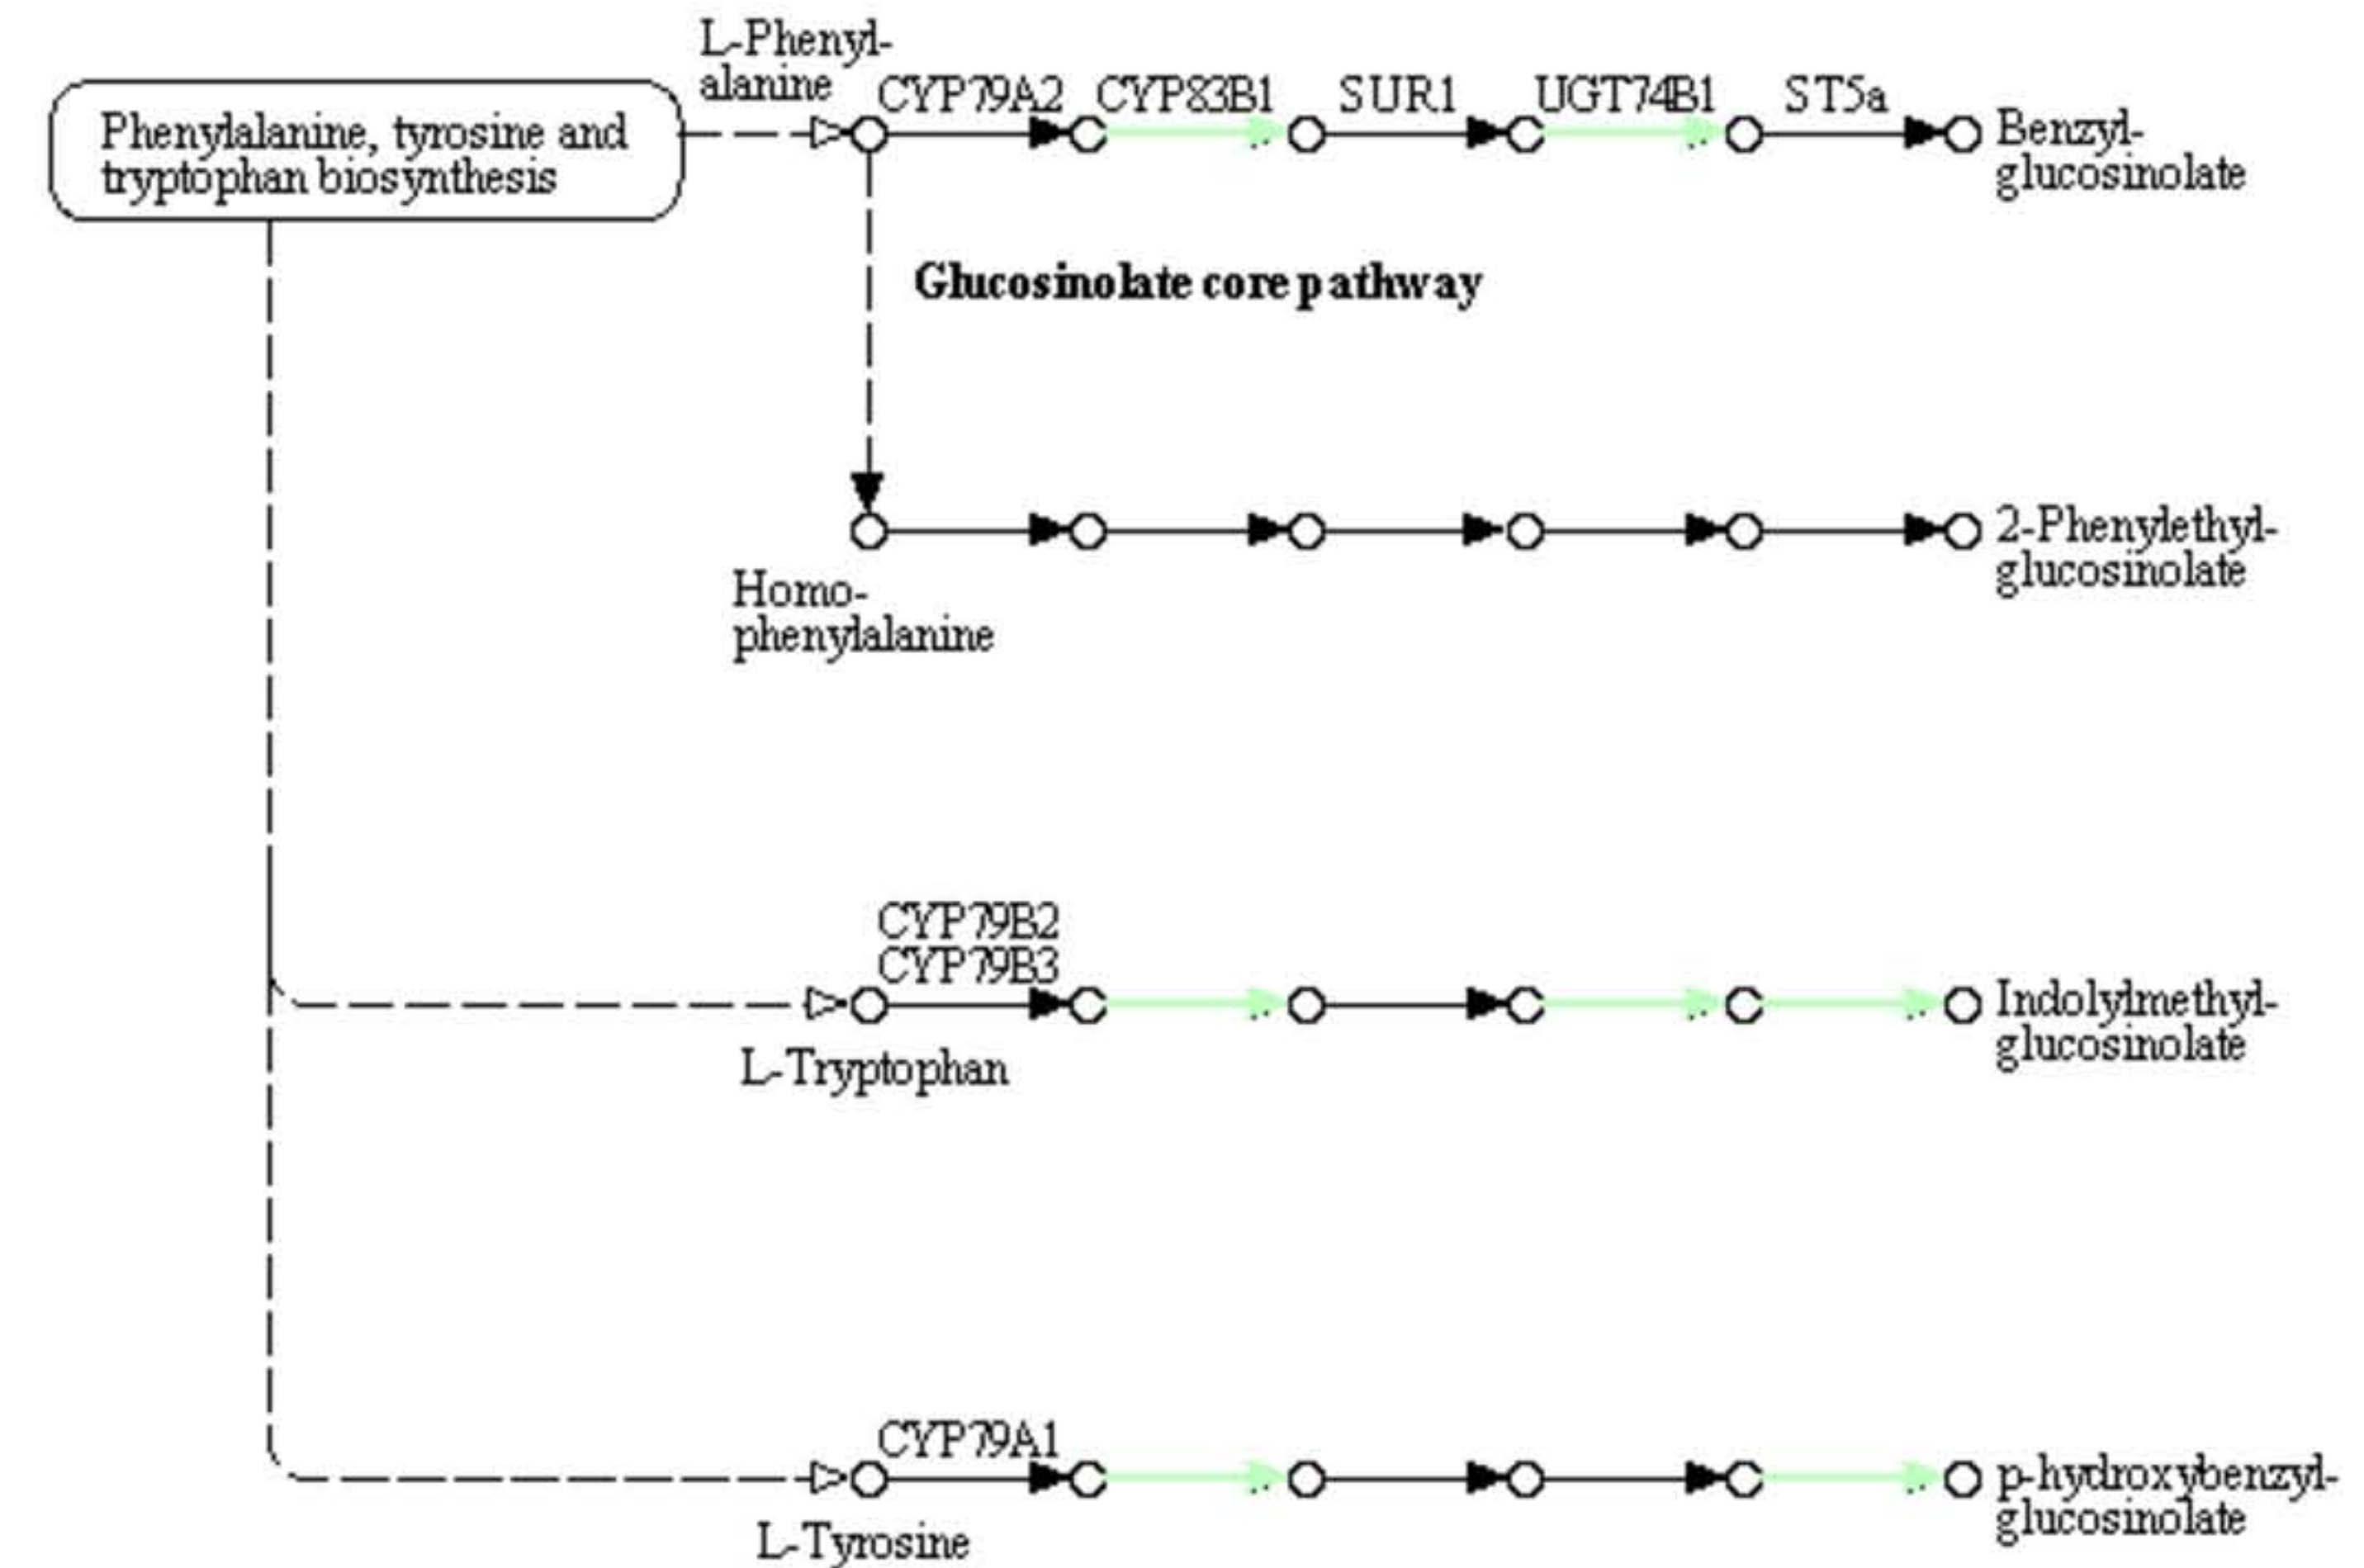 L-Phenyl-
alanine
CYP79A2 CYP83B1 SUR1 UGT74B1 ST5a
Phenylalanine, tyrosine and
tryptophan biosynthesis
Benzyl-
glucosinolate
Glucosinolate core pathway
2-Phenylethyl-
glucosinolate
Homo-
phenylalanine
CYP79B2
CYP79B3
Indolylmethyl-
glucosinolate
L-Tryptophan
CYP79A1
p-hydroxybenzyl-
glucosinolate
L-Tyrosine